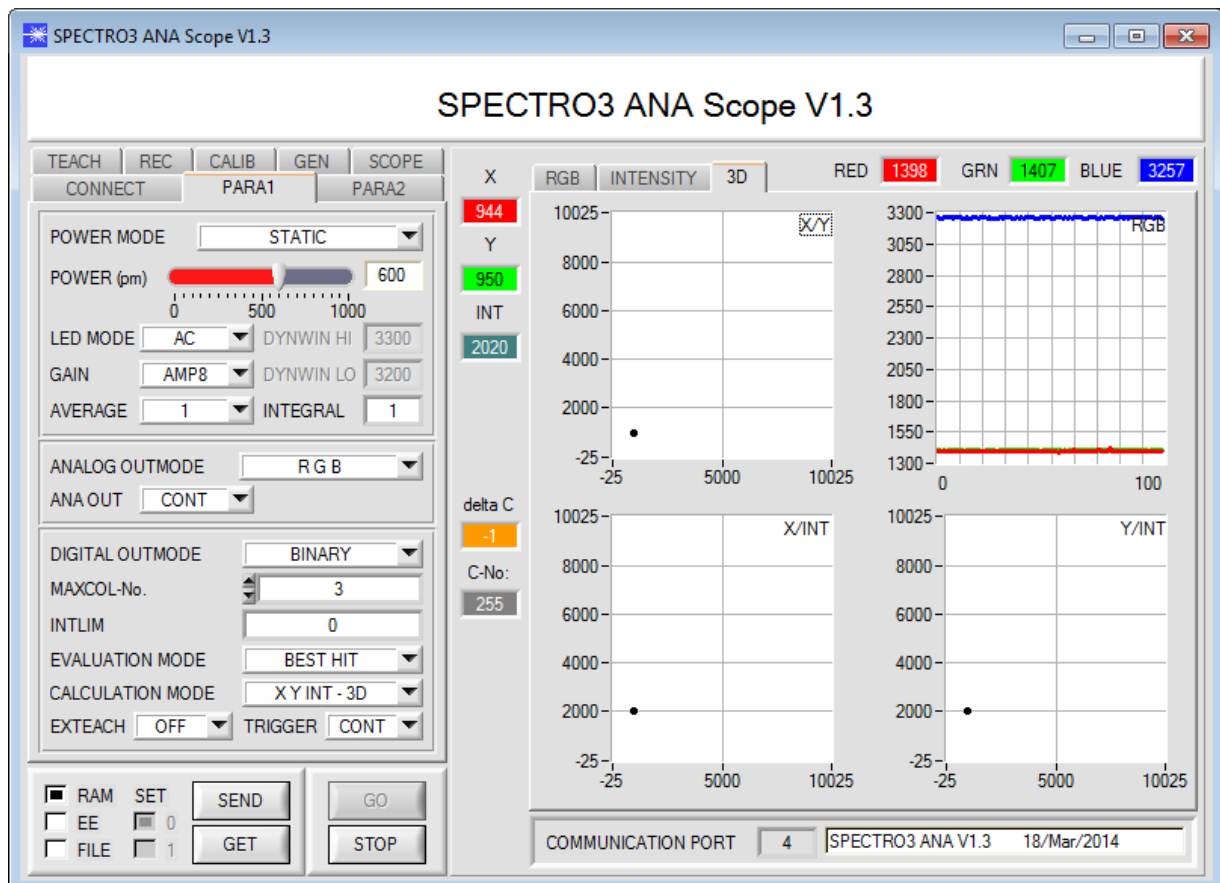 SPECTRO3 ANA Scope V1.3
SPECTRO3 ANA Scope V1.3
TEACH REC CALIB GEN SCOPE
CONNECT PARA1 PARA2
POWER MODE STATIC
POWER (pm) 600
0 500 1000
LED MODE AC DYNWIN HI 3300
GAIN AMP8 DYNWIN LO 3200
AVERAGE 1 INTEGRAL 1
ANALOG OUTMODE R G B
ANA OUT CONT
DIGITAL OUTMODE BINARY
MAXCOL-No. 3
INTLIM 0
EVALUATION MODE BEST HIT
CALCULATION MODE X Y INT - 3D
EXTEACH OFF TRIGGER CONT
RAM SET SEND GO
EE 0
FILE 1 GET STOP
X
944
Y
950
INT
2020
delta C
-1
C-No:
255
RGB INTENSITY 3D RED 1398 GRN 1407 BLUE 3257
X/Y
10025
8000
6000
4000
2000
-25
-25 5000 10025
RGB
3300
3050
2800
2550
2300
2050
1800
1550
1300
0 100
X/INT
10025
8000
6000
4000
2000
-25
-25 5000 10025
Y/INT
10025
8000
6000
4000
2000
-25
-25 5000 10025
COMMUNICATION PORT 4 SPECTRO3 ANA V1.3 18/Mar/2014